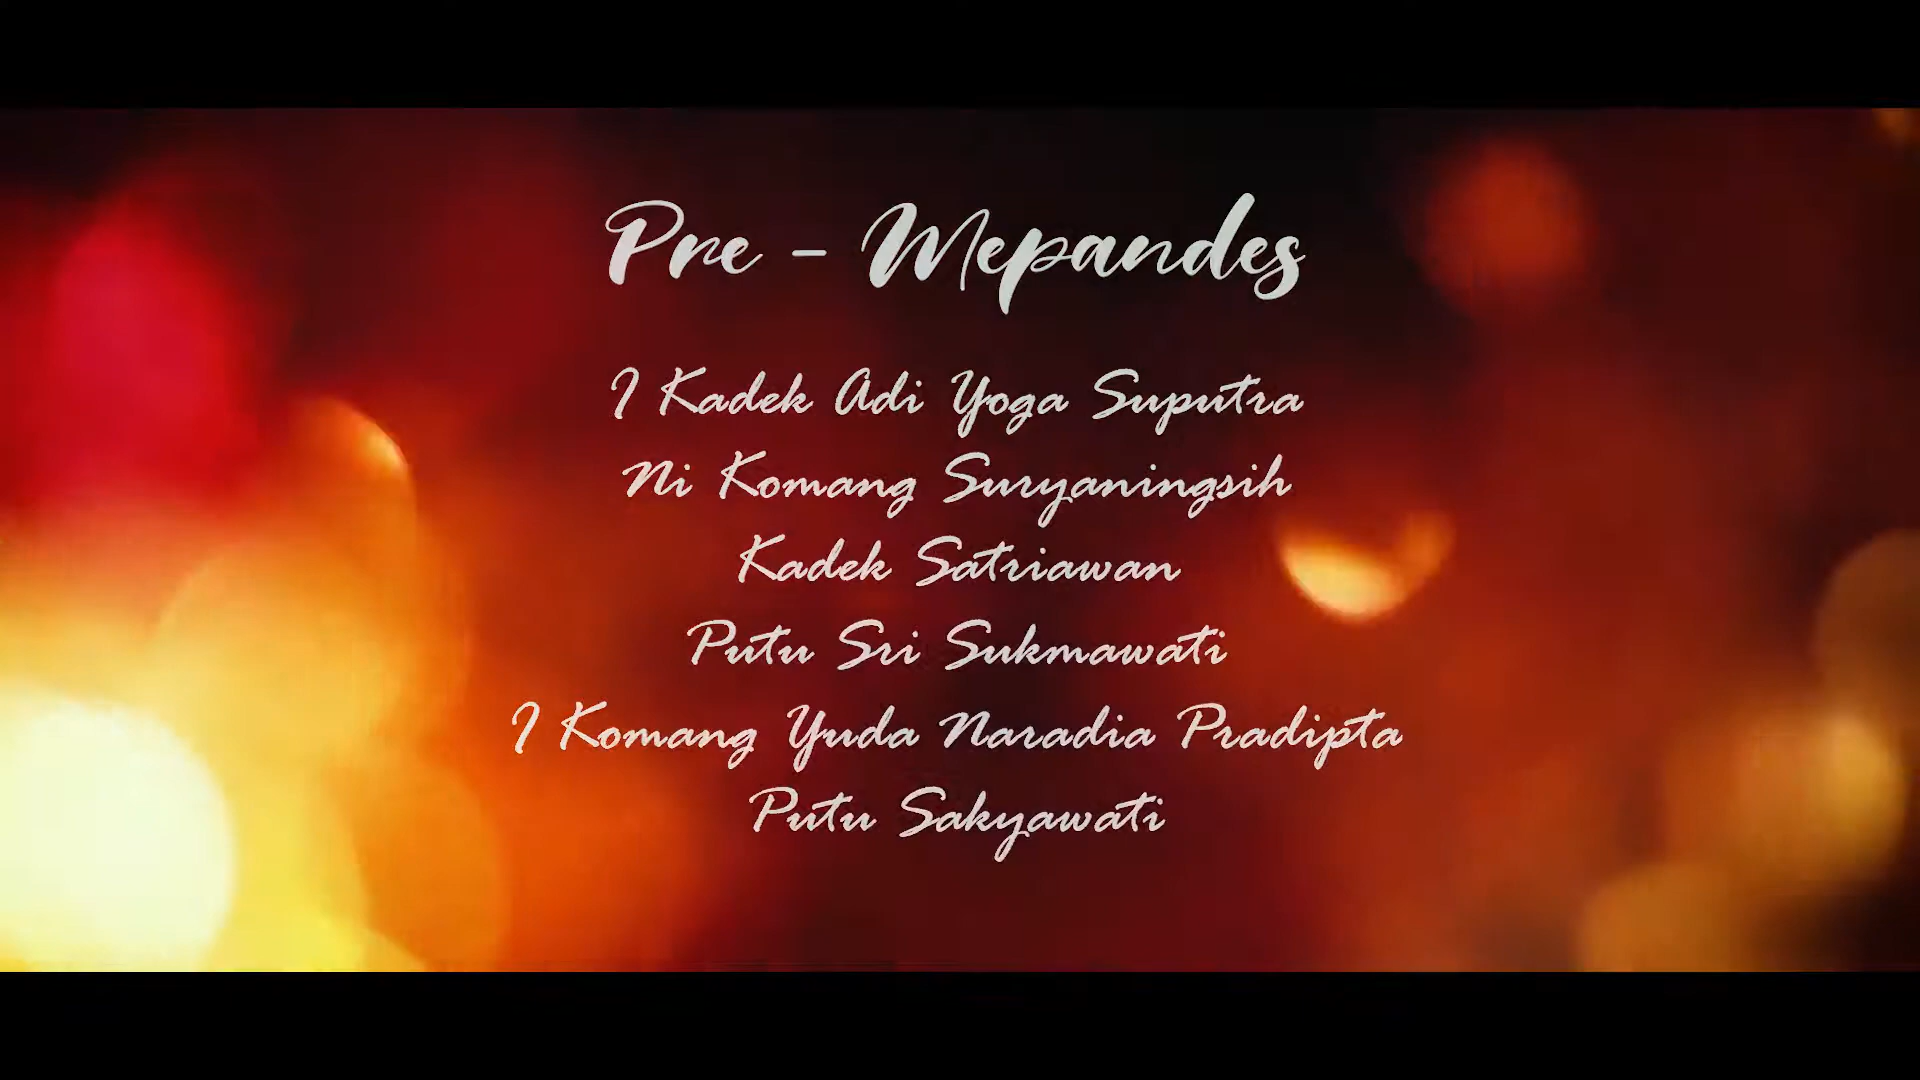 Pre - Mepandes
I Kadek Adi Yoga Suputra
Ni Komang Suryaningsih
Kadek Satriawan
Putu Sri Sukmawati
I Komang Yuda Naradia Pradipta
Putu Sakyawati